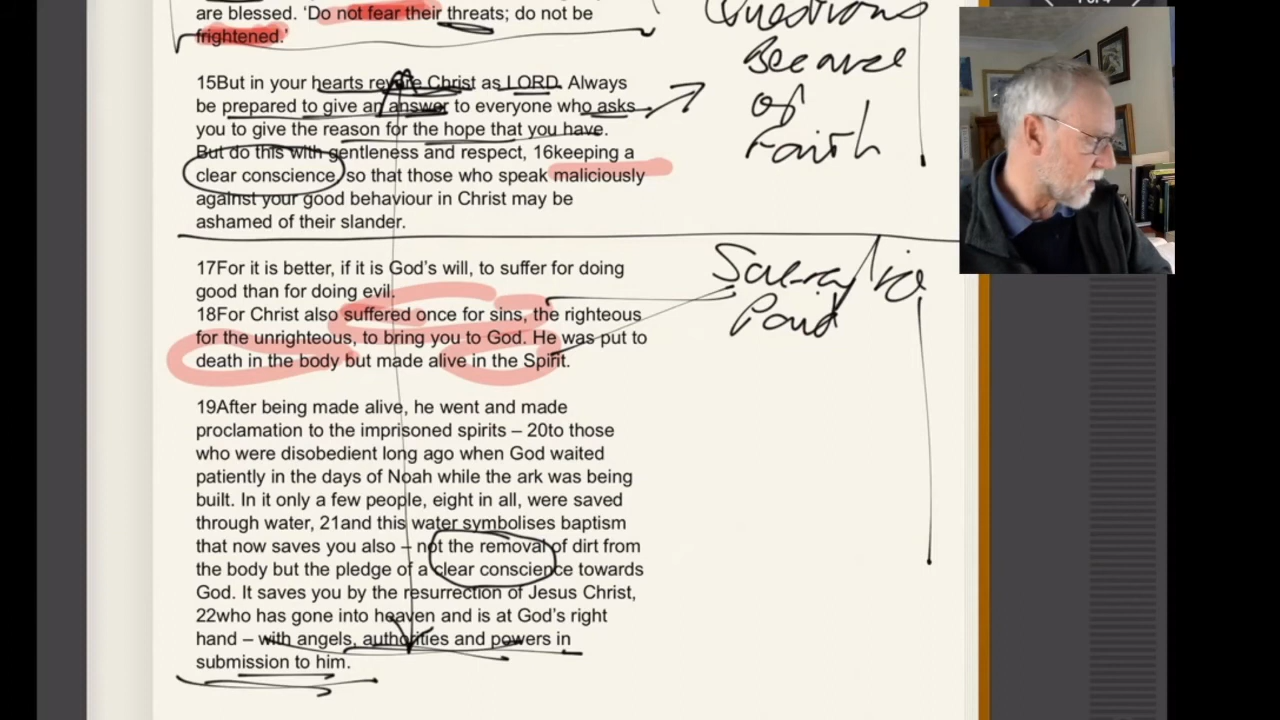 are blessed. 'Do not fear their threats; do not be
frightened.'
15But in your hearts revere Christ as LORD. Always
be prepared to give an answer to everyone who asks
you to give the reason for the hope that you have.
But do this with gentleness and respect, 16keeping a
clear conscience, so that those who speak maliciously
against your good behaviour in Christ may be
ashamed of their slander.
17For it is better, if it is God's will, to suffer for doing
good than for doing evil.
18For Christ also suffered once for sins, the righteous
for the unrighteous, to bring you to God. He was put to
death in the body but made alive in the Spirit.
19After being made alive, he went and made
proclamation to the imprisoned spirits – 20to those
who were disobedient long ago when God waited
patiently in the days of Noah while the ark was being
built. In it only a few people, eight in all, were saved
through water, 21and this water symbolises baptism
that now saves you also – not the removal of dirt from
the body but the pledge of a clear conscience towards
God. It saves you by the resurrection of Jesus Christ,
22who has gone into heaven and is at God's right
hand – with angels, authorities and powers in
submission to him.
Questions
Because
of
Faith
Sacrifice
Paid